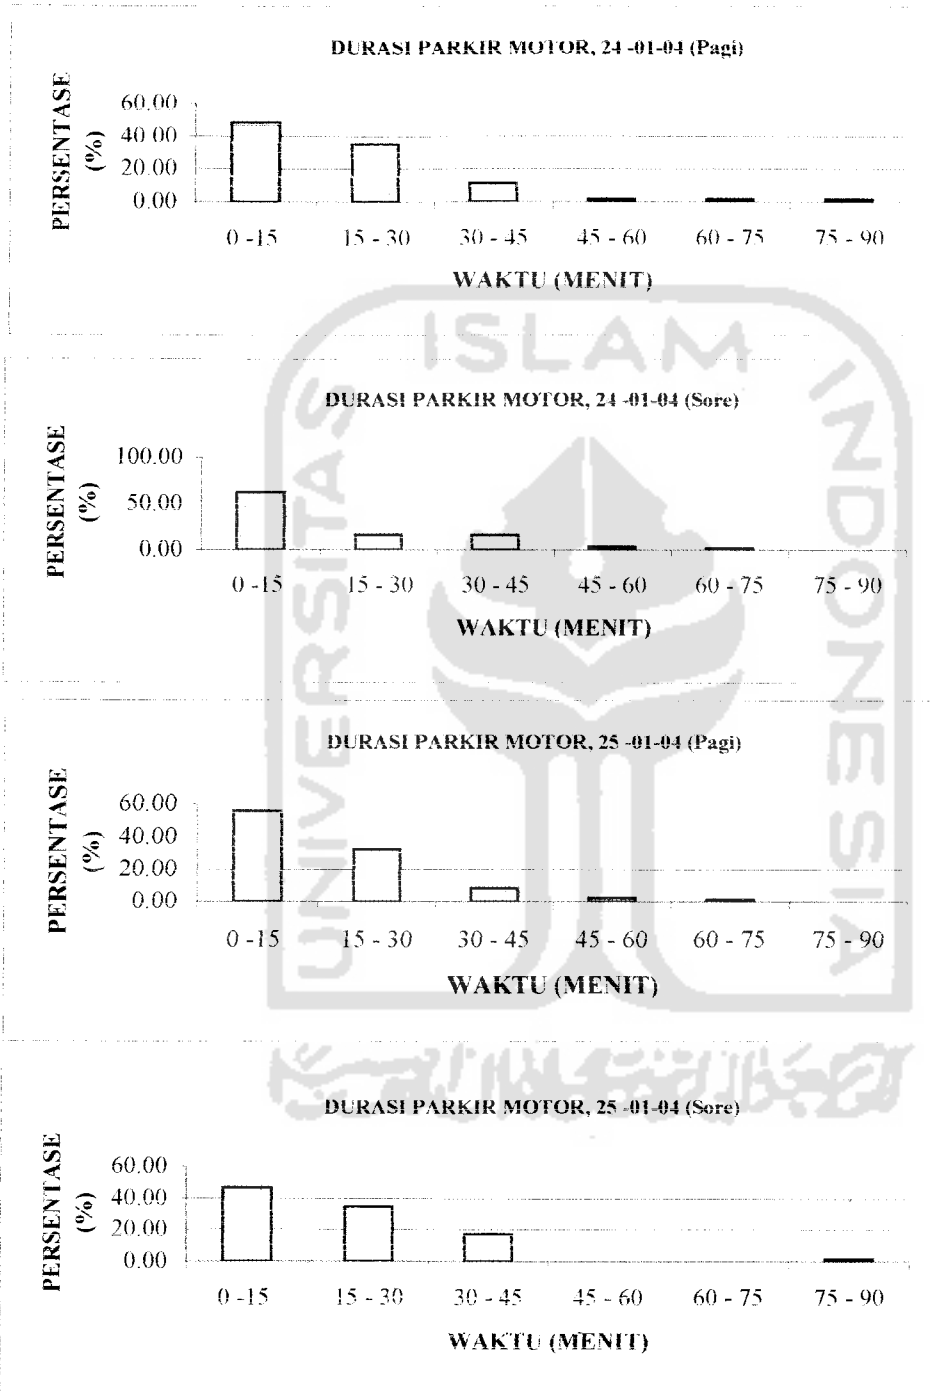 DURASI PARKIR MOTOR, 24 -01-04 (Pagi)
PERSENTASE
(%)
60.00
40.00
20.00
0.00
0 -15 15 - 30 30 - 45 45 - 60 60 - 75 75 - 90
WAKTU (MENIT)
DURASI PARKIR MOTOR, 24 -01-04 (Sore)
PERSENTASE
(%)
100.00
50.00
0.00
0 -15 15 - 30 30 - 45 45 - 60 60 - 75 75 - 90
WAKTU (MENIT)
DURASI PARKIR MOTOR, 25 -01-04 (Pagi)
PERSENTASE
(%)
60.00
40.00
20.00
0.00
0 -15 15 - 30 30 - 45 45 - 60 60 - 75 75 - 90
WAKTU (MENIT)
DURASI PARKIR MOTOR, 25 -01-04 (Sore)
PERSENTASE
(%)
60.00
40.00
20.00
0.00
0 -15 15 - 30 30 - 45 45 - 60 60 - 75 75 - 90
WAKTU (MENIT)
UNIVERSITAS
ISLAM
INDONESIA